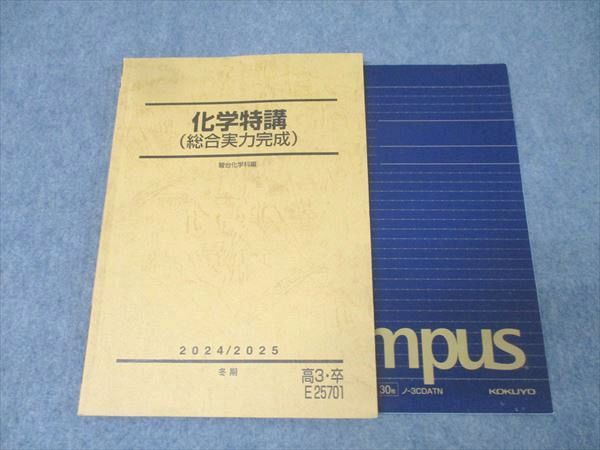 化学特講
(総合実力完成)
駿台化学科編
2024/2025
冬期
高3・卒
E25701
mpus
30枚 ノ-3CDATN
KOKUYO